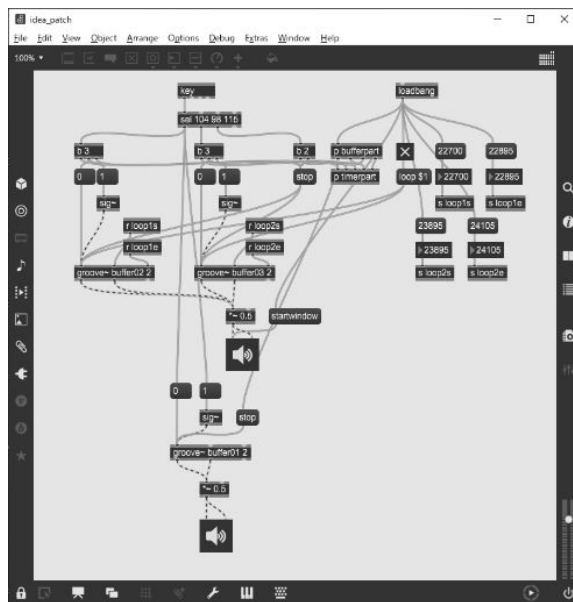 idea_patch
File Edit View Object Arrange Options Debug Extras Window Help
100%
key
loadbang
sel 104 98 115
b 3
b 3
b 2
p bufferpart
22700
22895
0
1
0
1
stop
p timerpart
loop $1
22700
22895
sig~
sig~
s loop1s
s loop1e
r loop1s
r loop2s
23895
24105
r loop1e
r loop2e
23895
24105
groove~ buffer02 2
groove~ buffer03 2
s loop2s
s loop2e
*~ 0.5
startwindow
0
1
sig~
stop
groove~ buffer01 2
*~ 0.5